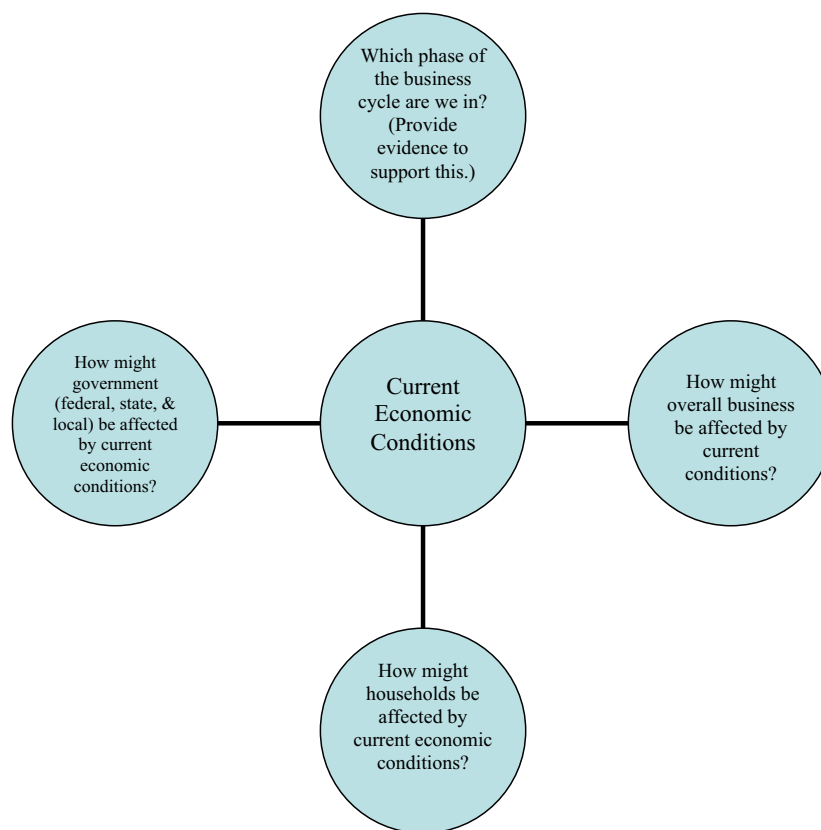 Which phase of
the business
cycle are we in?
(Provide
evidence to
support this.)
How might
government
(federal, state, &
local) be affected
by current
economic
conditions?
Current
Economic
Conditions
How might
overall business
be affected by
current
conditions?
How might
households be
affected by
current economic
conditions?